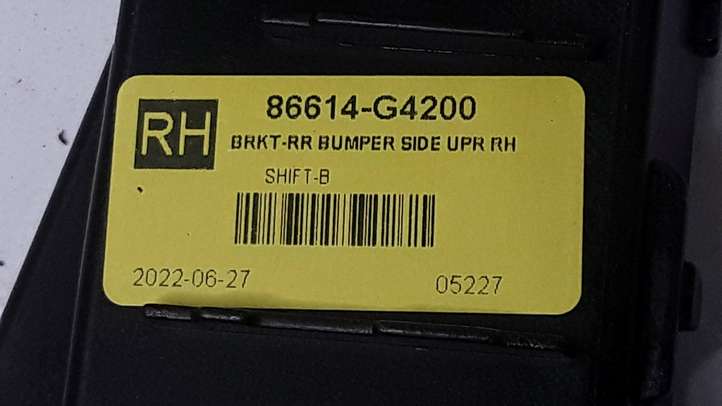 RH
86614-G4200
BRKT-RR BUMPER SIDE UPR RH
SHIFT-B
2022-06-27 05227